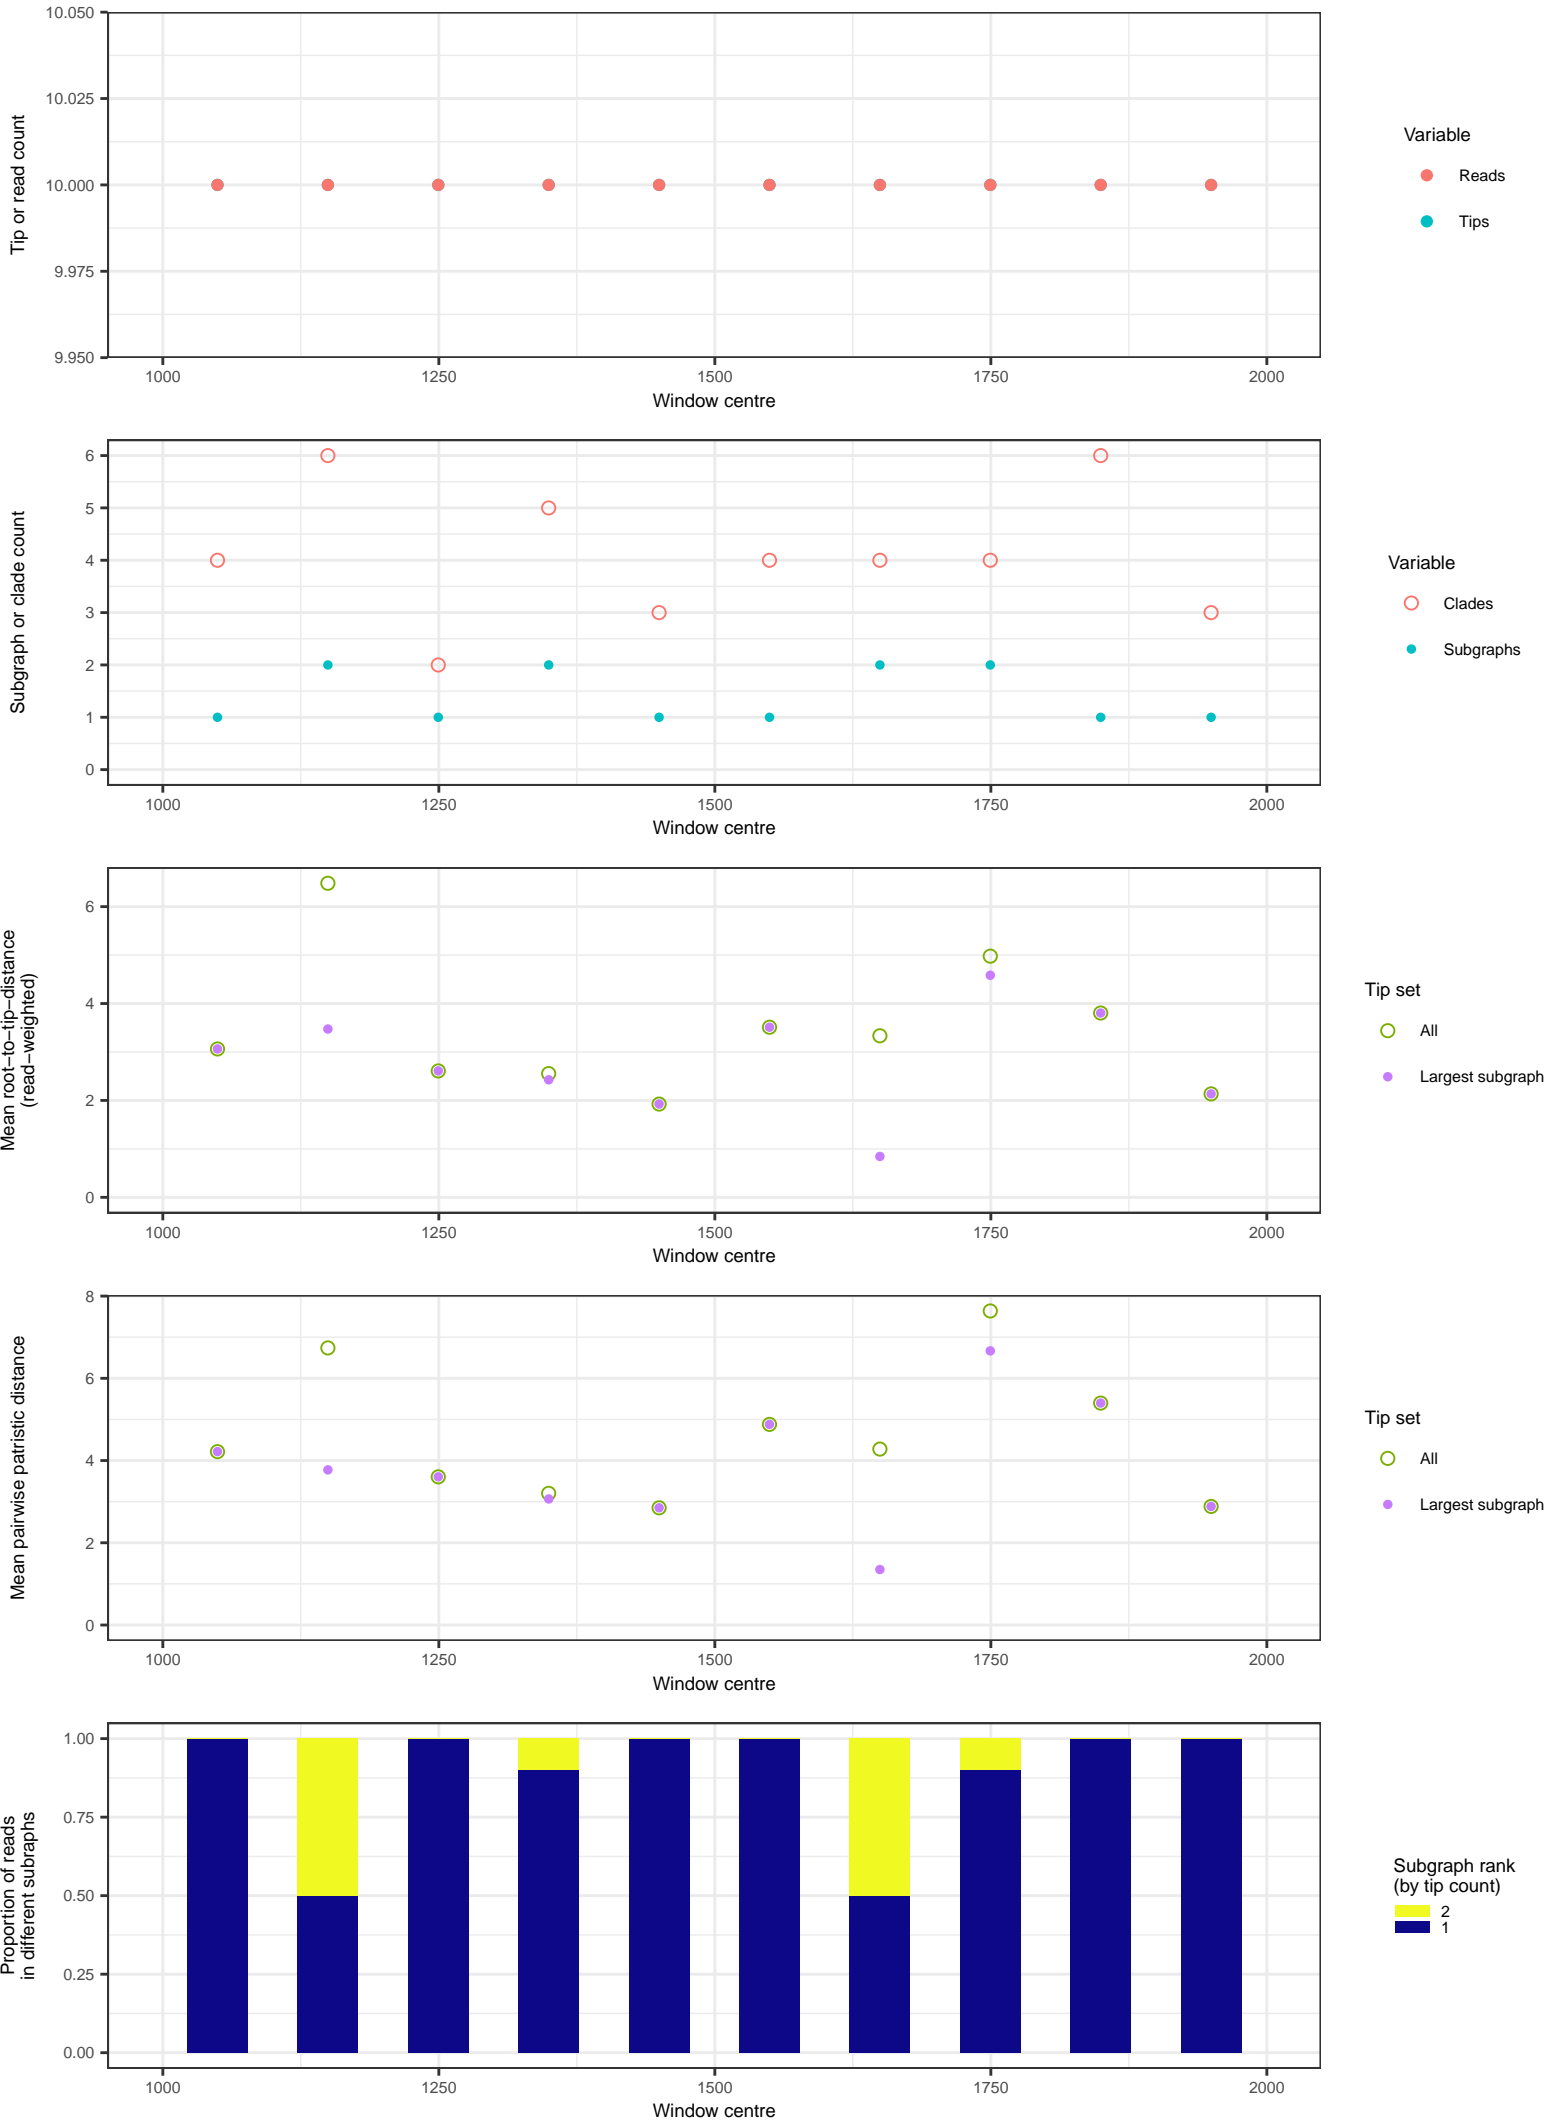 10.050
10.025
10.000
9.975
9.950
Tip or read count
1000 1250 1500 1750 2000
Window centre
Variable
Reads
Tips
6
5
4
3
2
1
0
Subgraph or clade count
1000 1250 1500 1750 2000
Window centre
Variable
Clades
Subgraphs
6
4
2
0
Mean root−to−tip−distance
(read−weighted)
1000 1250 1500 1750 2000
Window centre
Tip set
All
Largest subgraph
8
6
4
2
0
Mean pairwise patristic distance
1000 1250 1500 1750 2000
Window centre
Tip set
All
Largest subgraph
1.00
0.75
0.50
0.25
0.00
Proportion of reads
in different subraphs
1000 1250 1500 1750 2000
Window centre
Subgraph rank
(by tip count)
2
1